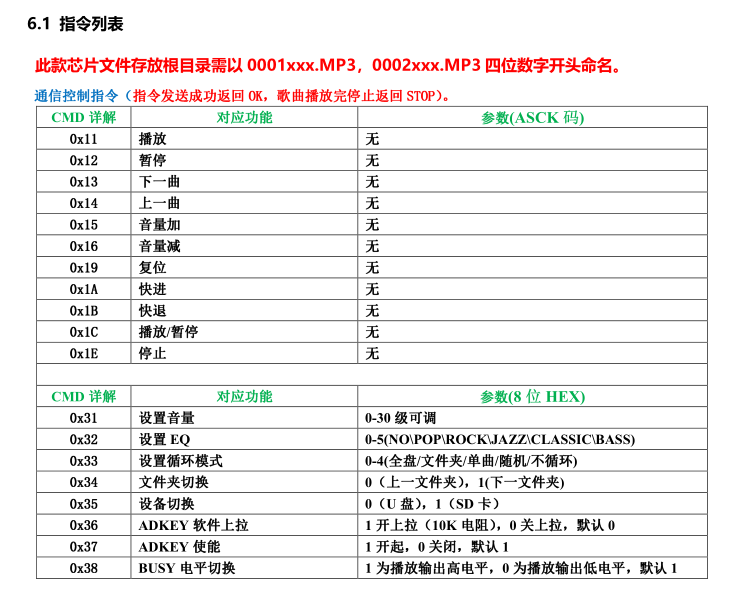 6.1 指令列表
此款芯片文件存放根目录需以 0001xxx.MP3，0002xxx.MP3 四位数字开头命名。
通信控制指令（指令发送成功返回 OK，歌曲播放完停止返回 STOP）。
CMD 详解 对应功能 参数(ASCK 码)
0x11 播放 无
0x12 暂停 无
0x13 下一曲 无
0x14 上一曲 无
0x15 音量加 无
0x16 音量减 无
0x19 复位 无
0x1A 快进 无
0x1B 快退 无
0x1C 播放/暂停 无
0x1E 停止 无
CMD 详解 对应功能 参数(8 位 HEX)
0x31 设置音量 0-30 级可调
0x32 设置 EQ 0-5(NO\POP\ROCK\JAZZ\CLASSIC\BASS)
0x33 设置循环模式 0-4(全盘/文件夹/单曲/随机/不循环)
0x34 文件夹切换 0（上一文件夹），1(下一文件夹)
0x35 设备切换 0（U 盘），1（SD 卡）
0x36 ADKEY 软件上拉 1 开上拉（10K 电阻），0 关上拉，默认 0
0x37 ADKEY 使能 1 开起，0 关闭，默认 1
0x38 BUSY 电平切换 1 为播放输出高电平，0 为播放输出低电平，默认 1